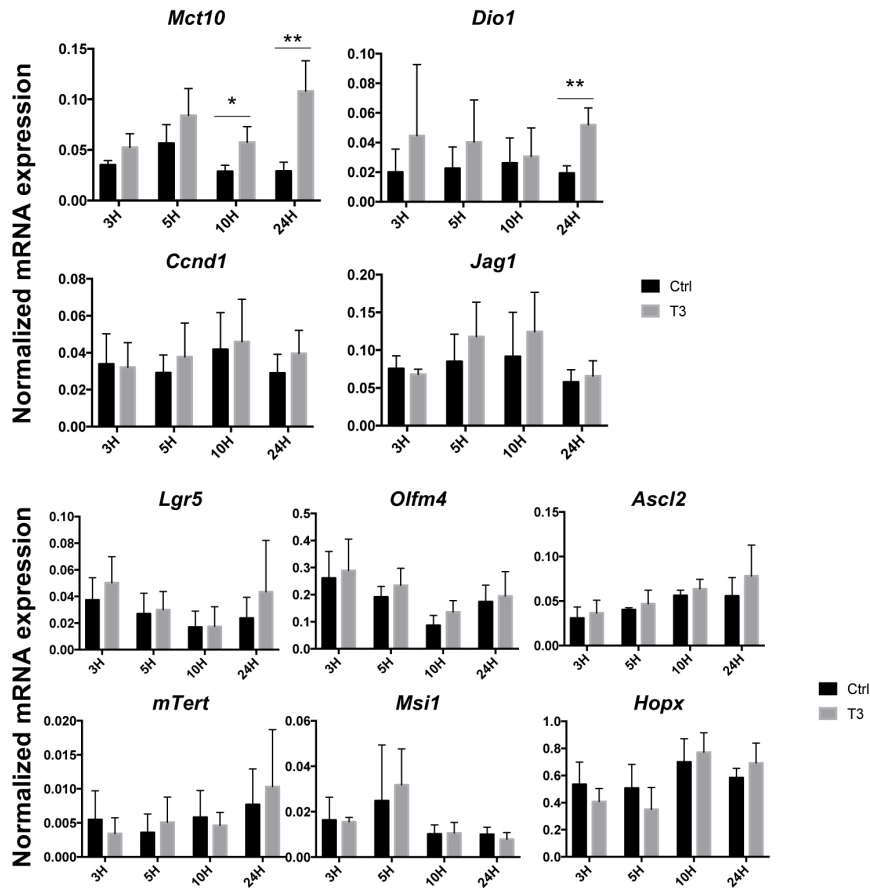 Mct10
Dio1
Normalized mRNA expression
0.15
0.10
0.05
0.00
*
**
3H
5H
10H
24H
0.10
0.08
0.06
0.04
0.02
0.00
**
3H
5H
10H
24H
Ccnd1
Jag1
0.08
0.06
0.04
0.02
0.00
3H
5H
10H
24H
0.20
0.15
0.10
0.05
0.00
3H
5H
10H
24H
Ctrl
T3
Normalized mRNA expression
Lgr5
Olfm4
Ascl2
0.10
0.08
0.06
0.04
0.02
0.00
3H
5H
10H
24H
0.5
0.4
0.3
0.2
0.1
0.0
3H
5H
10H
24H
0.15
0.10
0.05
0.00
3H
5H
10H
24H
mTert
Msi1
Hopx
0.020
0.015
0.010
0.005
0.000
3H
5H
10H
24H
0.06
0.04
0.02
0.00
3H
5H
10H
24H
1.0
0.8
0.6
0.4
0.2
0.0
3H
5H
10H
24H
Ctrl
T3